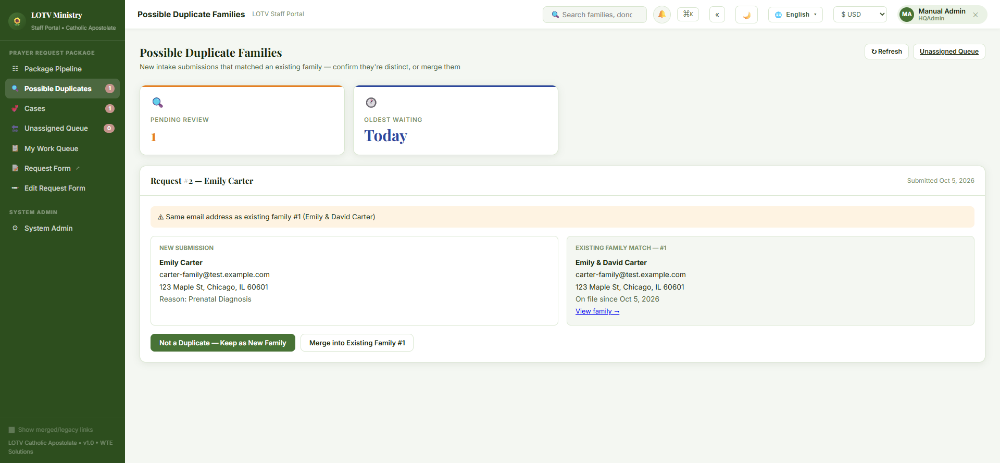 LOTV Ministry
Staff Portal • Catholic Apostolate
PRAYER REQUEST PACKAGE
Package Pipeline
Possible Duplicates 1
Cases 1
Unassigned Queue 0
My Work Queue
Request Form ↗
Edit Request Form
SYSTEM ADMIN
System Admin
Show merged/legacy links
LOTV Catholic Apostolate • v1.0 • WTE
Solutions
Possible Duplicate Families LOTV Staff Portal
Search families, donc
⌘K
«
English ▾
$ USD
MA
Manual Admin
HQAdmin
×
Possible Duplicate Families
New intake submissions that matched an existing family — confirm they're distinct, or merge them
↻ Refresh
Unassigned Queue
PENDING REVIEW
1
OLDEST WAITING
Today
Request #2 — Emily Carter
Submitted Oct 5, 2026
⚠ Same email address as existing family #1 (Emily & David Carter)
NEW SUBMISSION
Emily Carter
carter-family@test.example.com
123 Maple St, Chicago, IL 60601
Reason: Prenatal Diagnosis
EXISTING FAMILY MATCH — #1
Emily & David Carter
carter-family@test.example.com
123 Maple St, Chicago, IL 60601
On file since Oct 5, 2026
View family →
Not a Duplicate — Keep as New Family
Merge into Existing Family #1